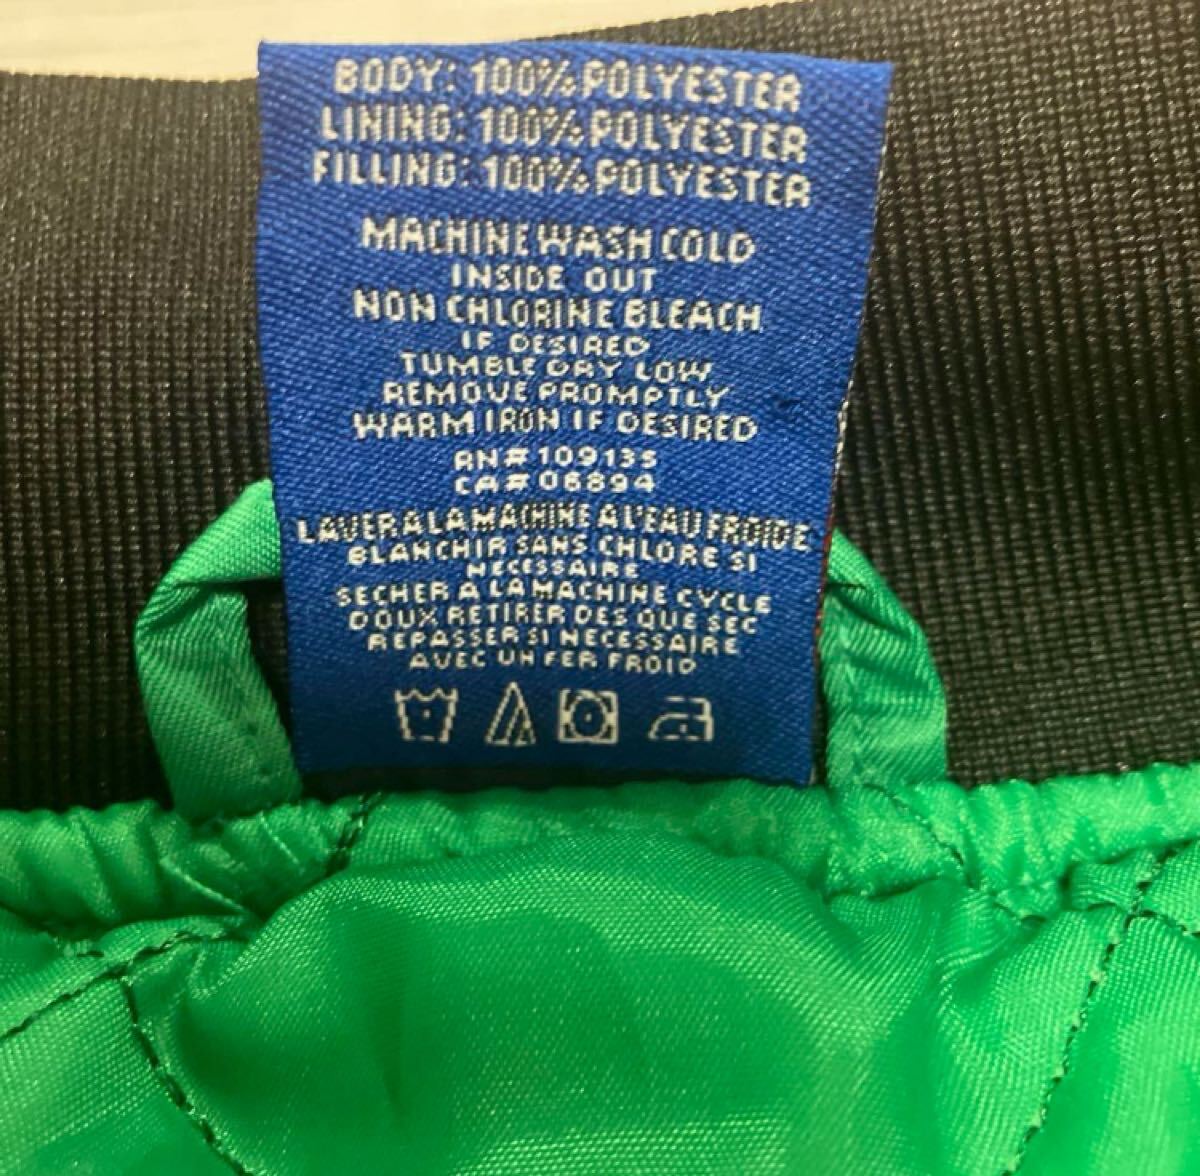 BODY: 100% POLYESTER
LINING: 100% POLYESTER
FILLING: 100% POLYESTER
MACHINE WASH COLD
INSIDE OUT
NON CHLORINE BLEACH
IF DESIRED
TUMBLE DRY LOW
REMOVE PROMPTLY
WARM IRON IF DESIRED
RN# 109135
CA# 06894
LAVER A LA MACHINE A L'EAU FROIDE
BLANCHIR SANS CHLORE SI
NECESSAIRE
SECHER A LA MACHINE CYCLE
DOUX RETIRER DES QUE SEC
REPASSER SI NECESSAIRE
AVEC UN FER FROID